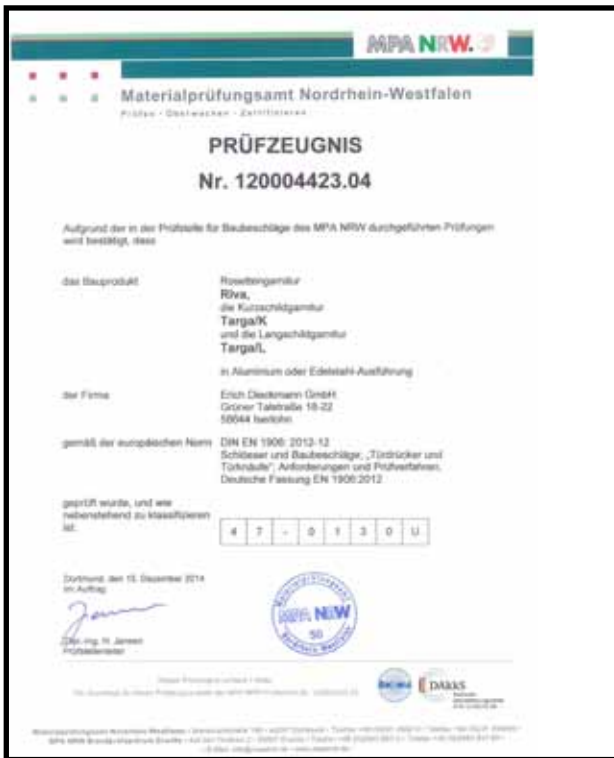 MPA NRW.
Materialprüfungsamt Nordrhein-Westfalen
Prüfen · Überwachen · Zertifizieren
PRÜFZEUGNIS
Nr. 120004423.04
Aufgrund der in der Prüfstelle für Baubeschläge des MPA NRW durchgeführten Prüfungen
wird bestätigt, dass
das Bauprodukt
Rosettengarnitur
Riva,
die Kurzschildgarnitur
Targa/K
und die Langschildgarnitur
Targa/L
in Aluminium oder Edelstahl-Ausführung
der Firma
Erich Dieckmann GmbH
Grüner Talstraße 18-22
58644 Iserlohn
gemäß der europäischen Norm
DIN EN 1906: 2012-12
Schlösser und Baubeschläge; „Türdrücker und
Türknäufe“; Anforderungen und Prüfverfahren;
Deutsche Fassung EN 1906:2012
geprüft wurde, und wie
nebenstehend zu klassifizieren
ist:
4 7 - 0 1 3 0 U
Dortmund, den 15. Dezember 2014
Im Auftrag
Dipl.-Ing. H. Jansen
Prüfstellenleiter
Materialprüfungsamt
MPA NRW
50
Nordrhein-Westfalen
DAkkS